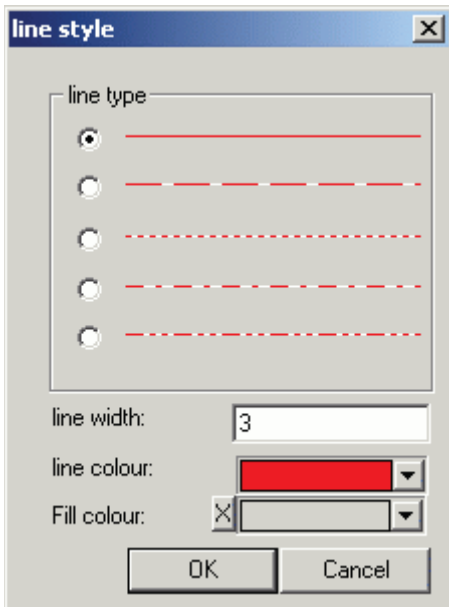 line style
line type
line width:
3
line colour:
Fill colour:
X
OK
Cancel